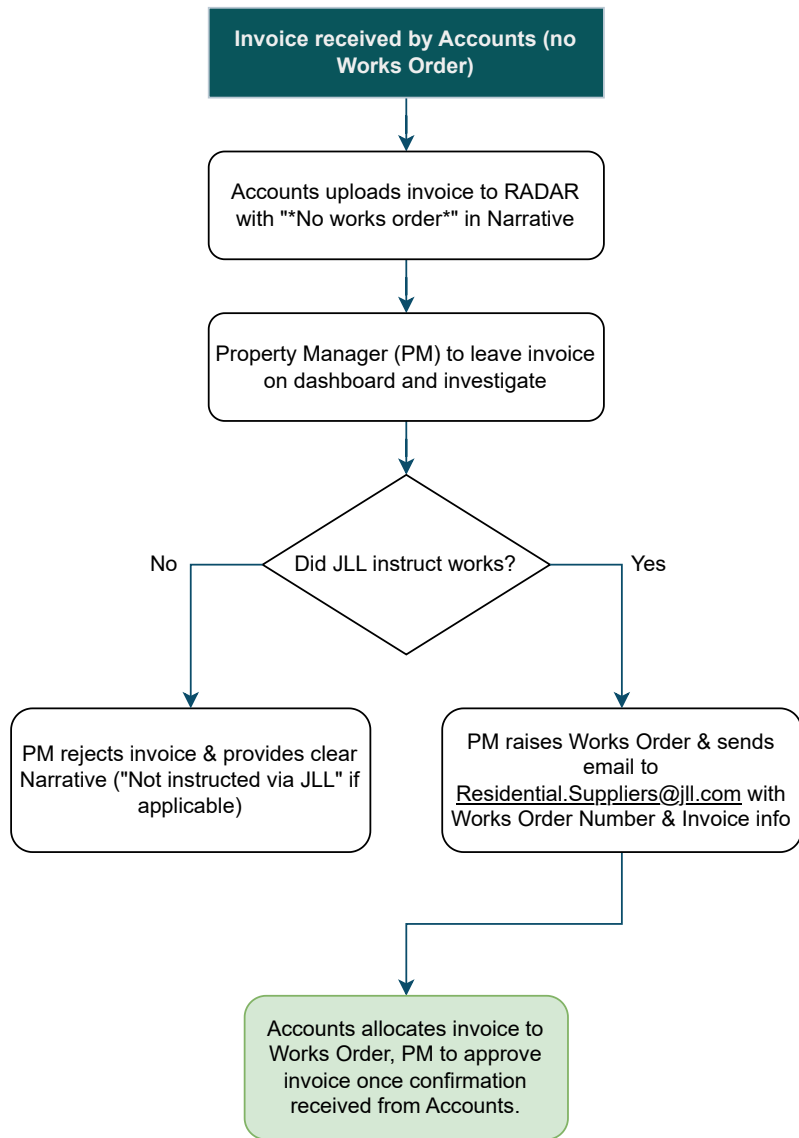 Invoice received by Accounts (no
Works Order)
Accounts uploads invoice to RADAR
with "*No works order*" in Narrative
Property Manager (PM) to leave invoice
on dashboard and investigate
No
Did JLL instruct works?
Yes
PM rejects invoice & provides clear
Narrative ("Not instructed via JLL" if
applicable)
PM raises Works Order & sends
email to
Residential.Suppliers@jll.com with
Works Order Number & Invoice info
Accounts allocates invoice to
Works Order, PM to approve
invoice once confirmation
received from Accounts.